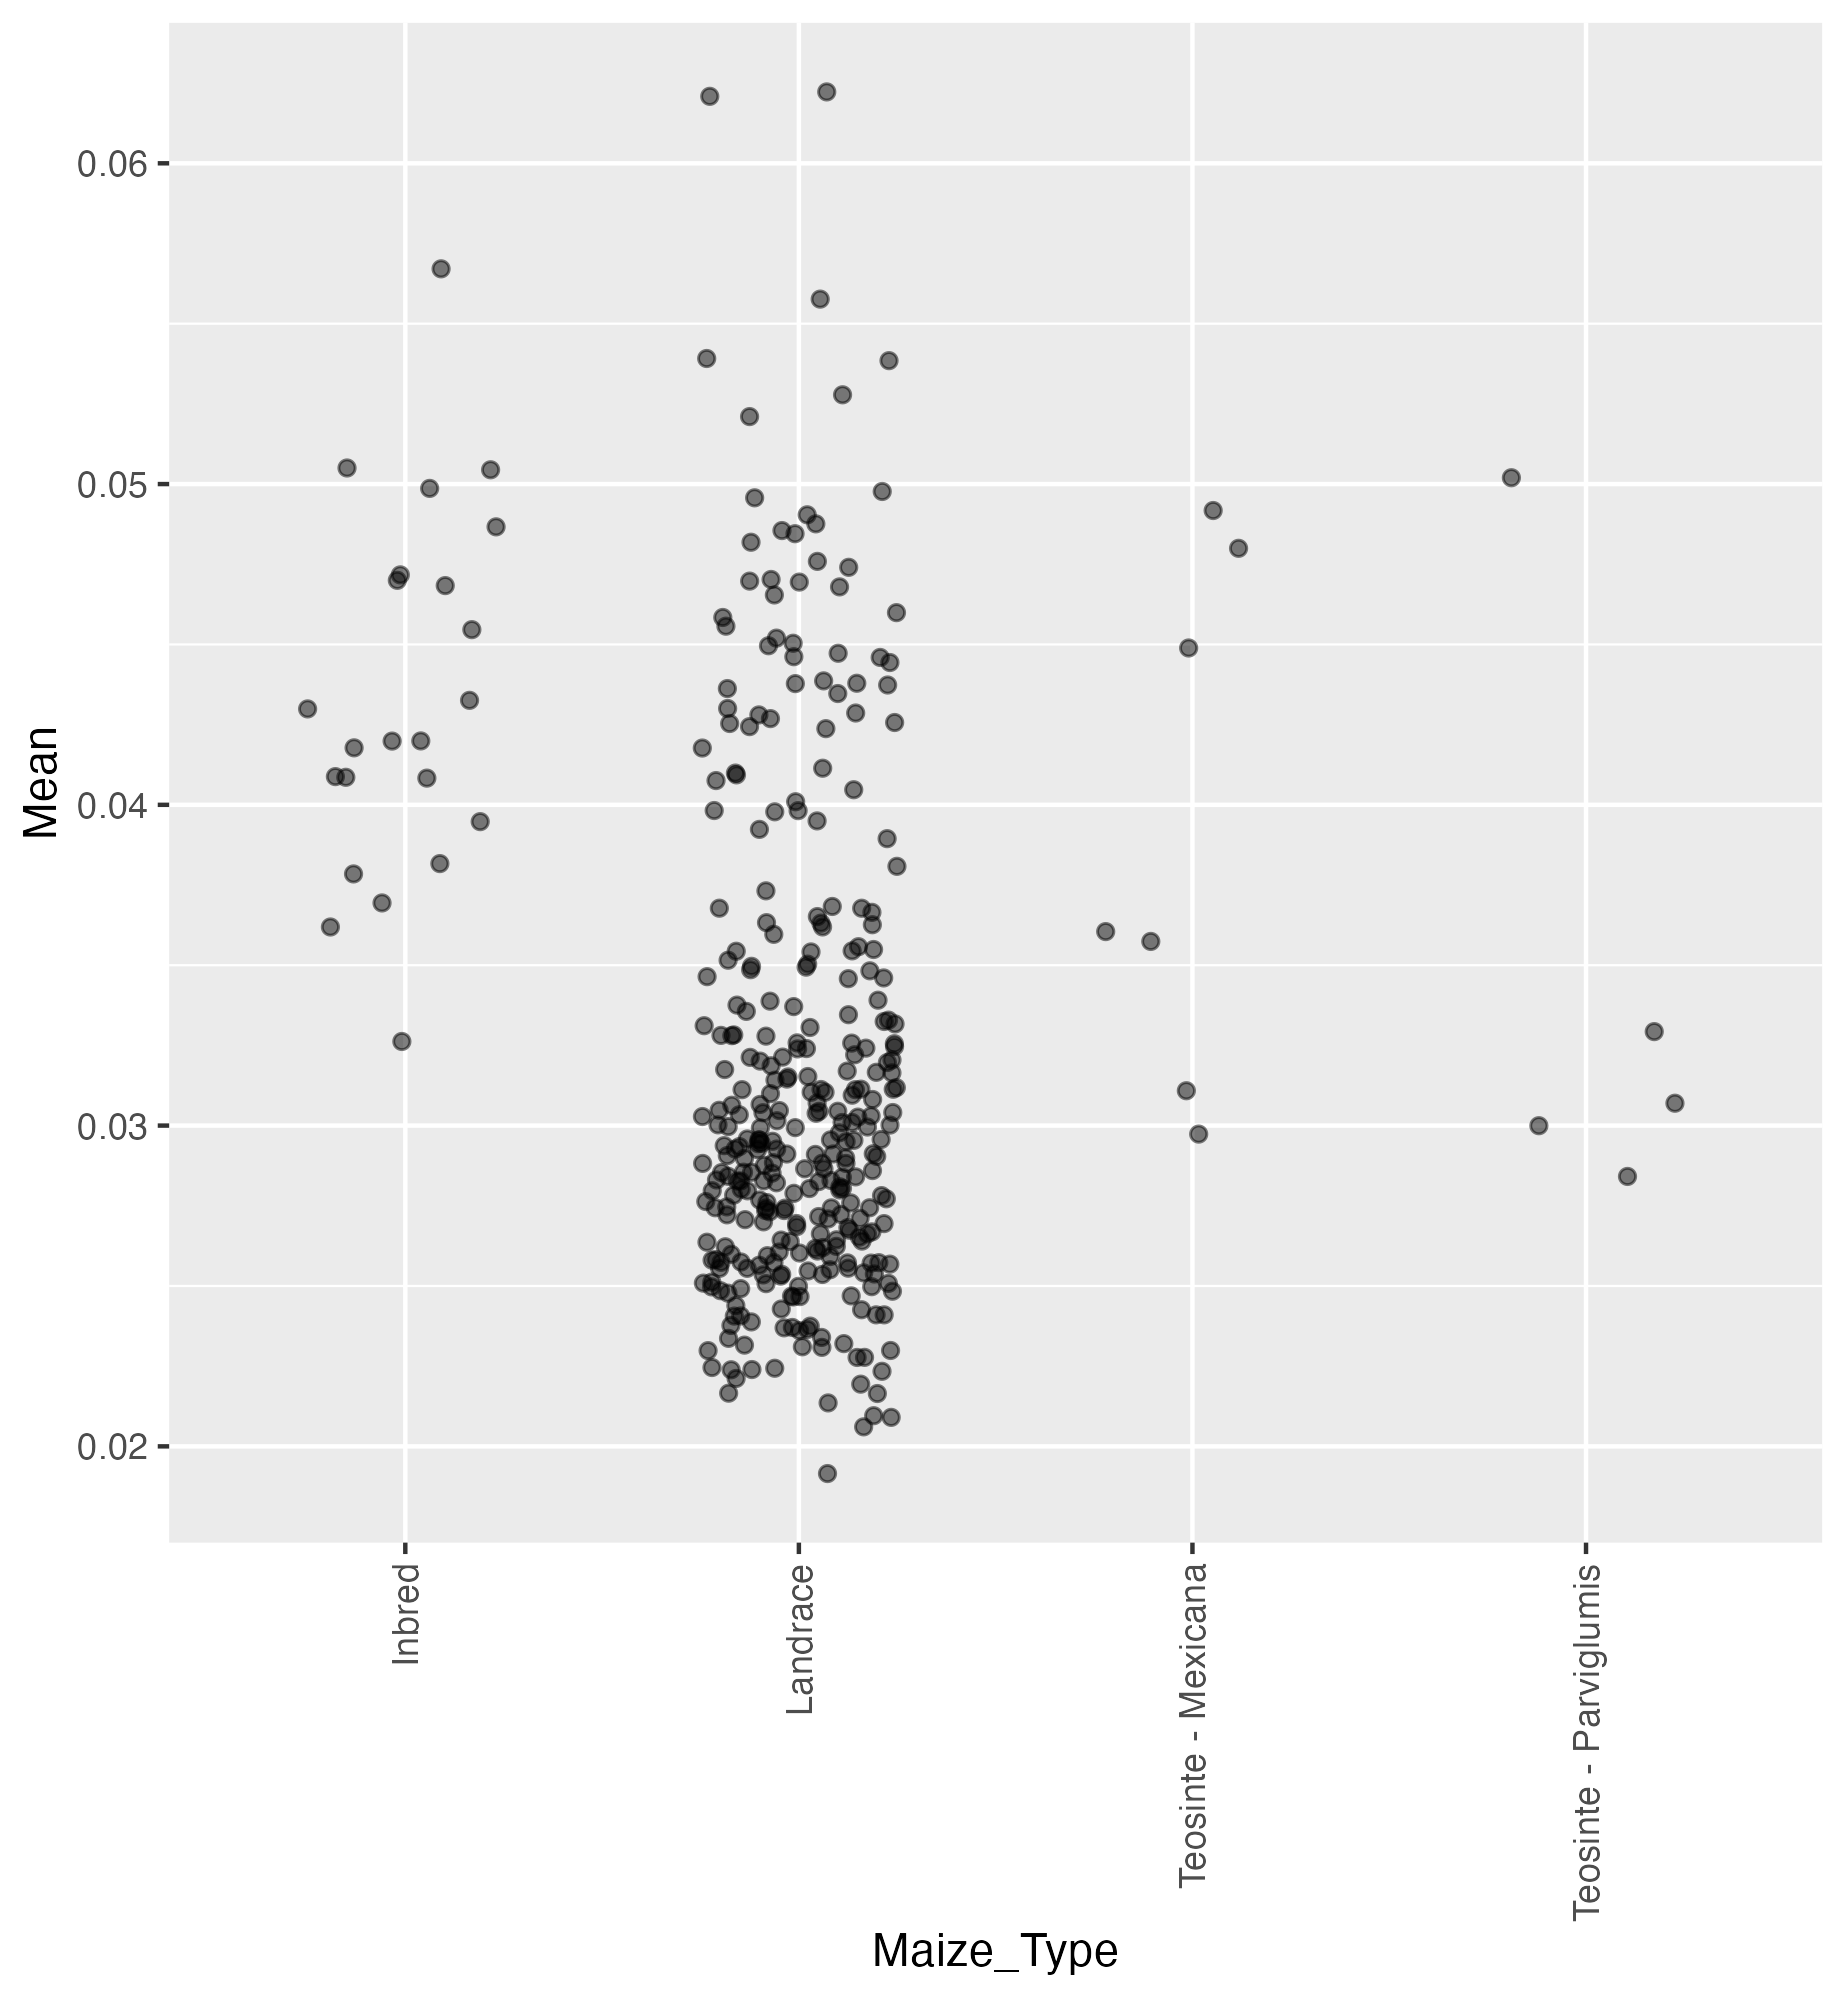 0.06
0.05
0.04
0.03
0.02
Mean
Inbred
Landrace
Teosinte - Mexicana
Teosinte - Parviglumis
Maize_Type